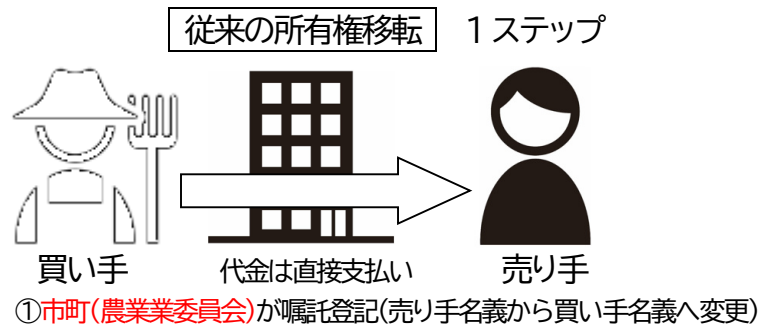 従来の所有権移転 1ステップ
買い手 代金は直接支払い 売り手
①市町(農業業委員会)が嘱託登記(売り手名義から買い手名義へ変更)